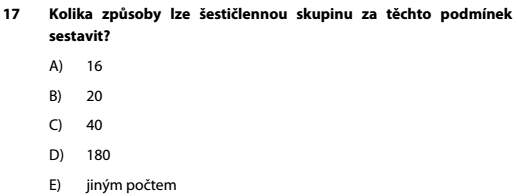 17 Kolika způsoby lze šestičlennou skupinu za těchto podmínek
sestavit?
A) 16
B) 20
C) 40
D) 180
E) jiným počtem